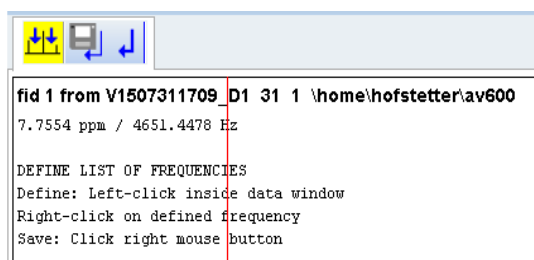 fid 1 from V1507311709_D1 31 1 \home\hofstetter\av600
7.7554 ppm / 4651.4478 Hz
DEFINE LIST OF FREQUENCIES
Define: Left-click inside data window
Right-click on defined frequency
Save: Click right mouse button